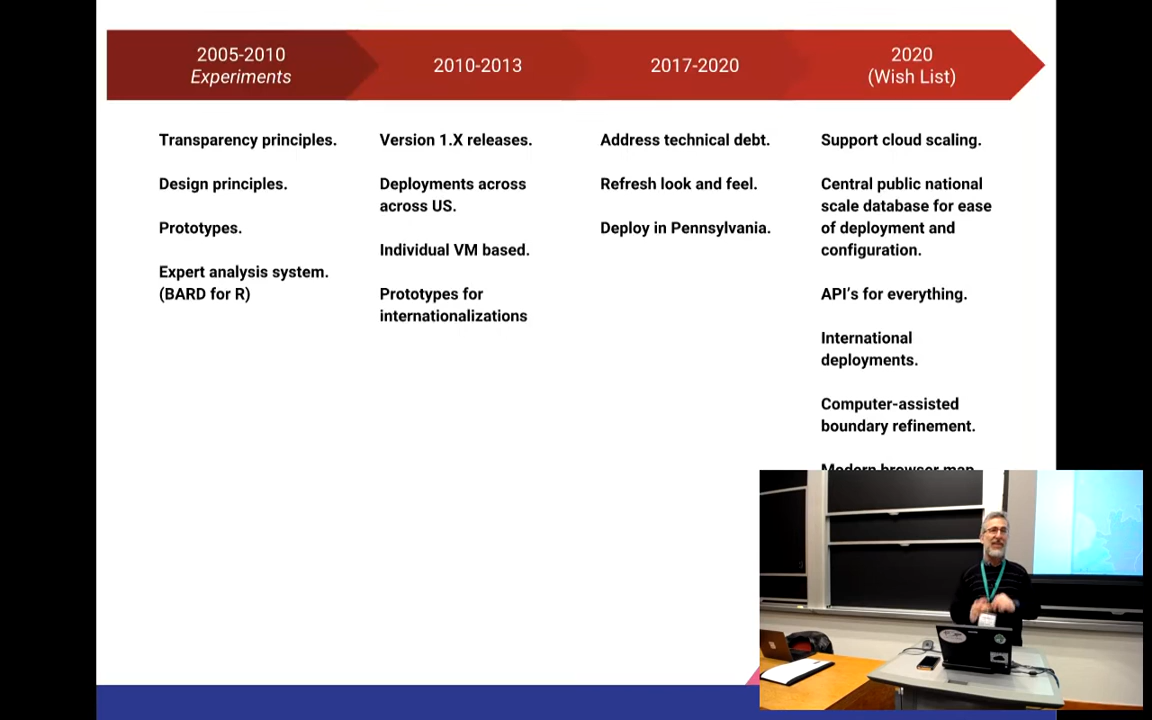 2005-2010
Experiments
2010-2013
2017-2020
2020
(Wish List)
Transparency principles.
Design principles.
Prototypes.
Expert analysis system.
(BARD for R)
Version 1.X releases.
Deployments across
across US.
Individual VM based.
Prototypes for
internationalizations
Address technical debt.
Refresh look and feel.
Deploy in Pennsylvania.
Support cloud scaling.
Central public national
scale database for ease
of deployment and
configuration.
API's for everything.
International
deployments.
Computer-assisted
boundary refinement.
Modern browser map